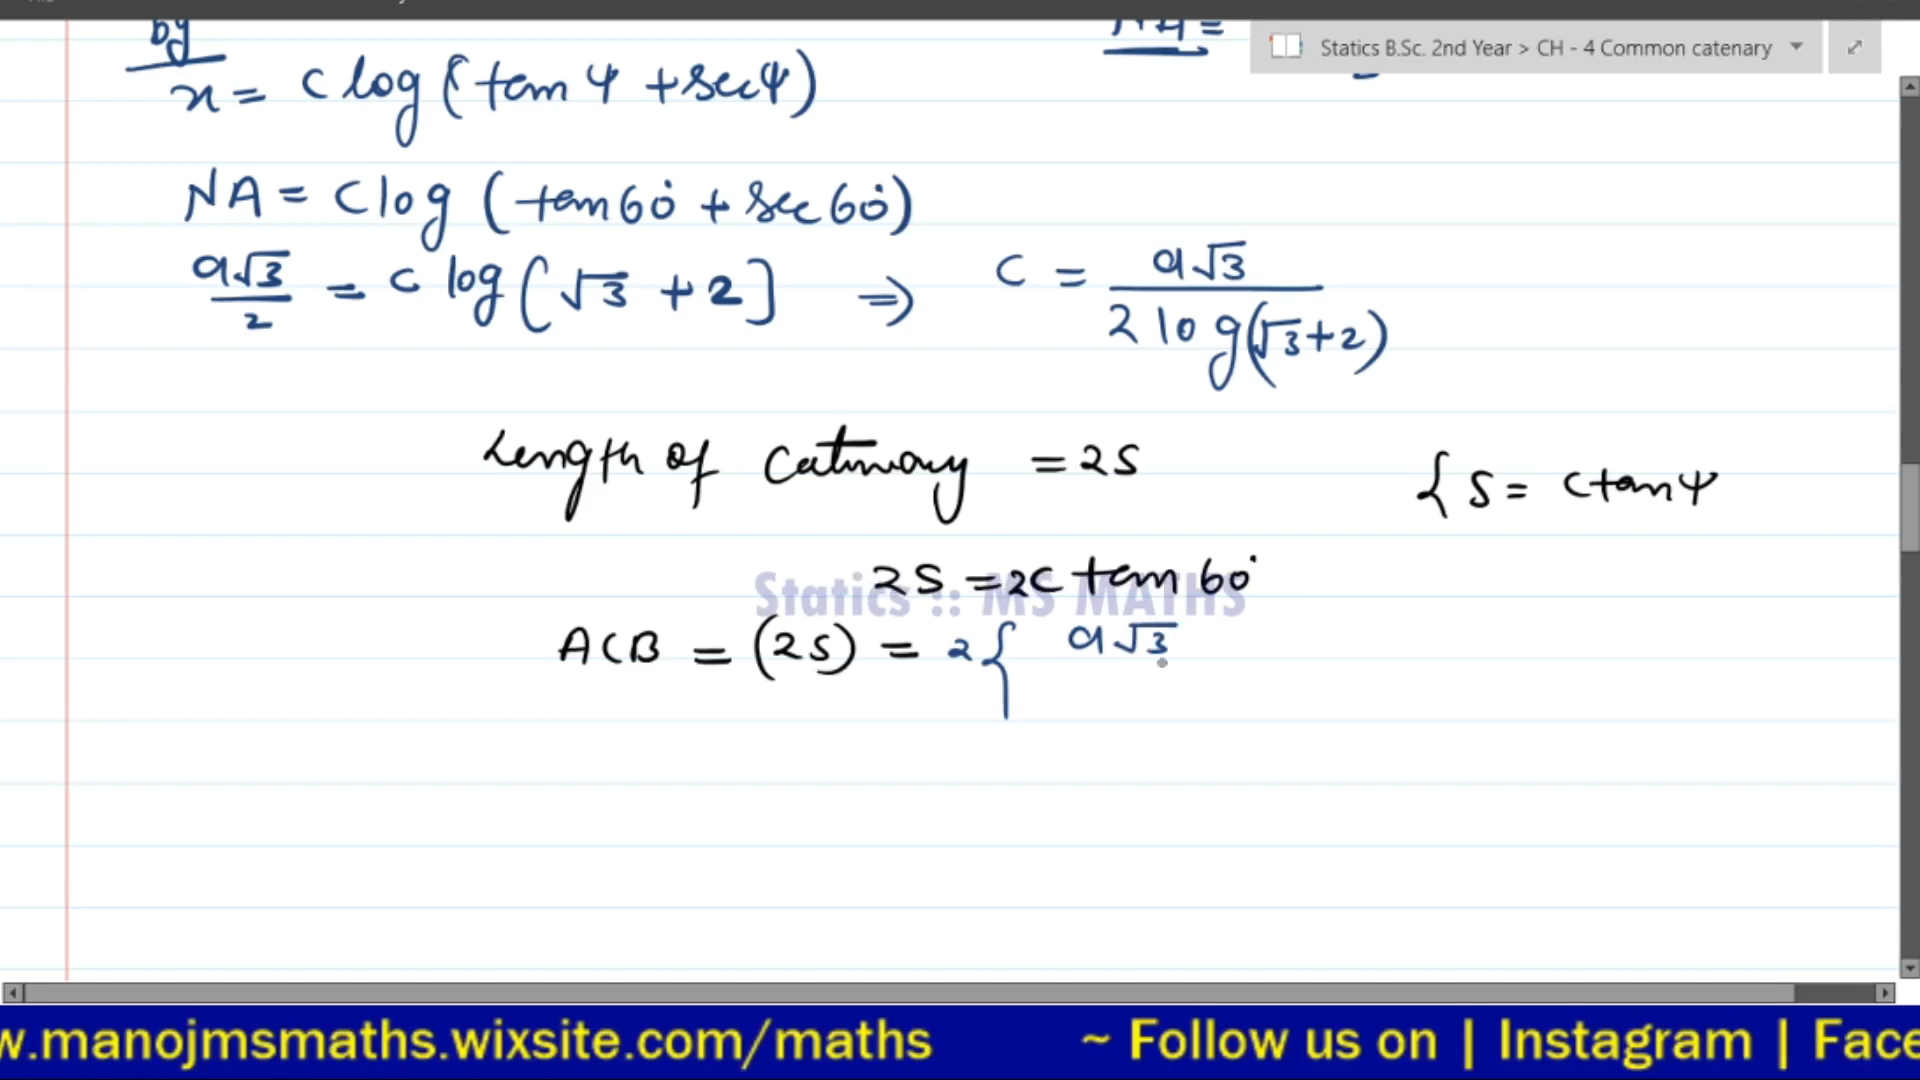 by
NA =
Statics B.Sc. 2nd Year > CH - 4 Common catenary
x = c log (tan ψ + sec ψ)
NA = c log (tan 60° + sec 60°)
a√3/2 = c log [√3 + 2] ⇒ c = a√3 / 2 log(√3+2)
Length of Catenary = 2S
{ S = c tan ψ
2S = 2c tan 60°
Statics :: MS MATHS
ACB = (2S) = 2{ a√3
w.manojmsmaths.wixsite.com/maths ~ Follow us on | Instagram | Face